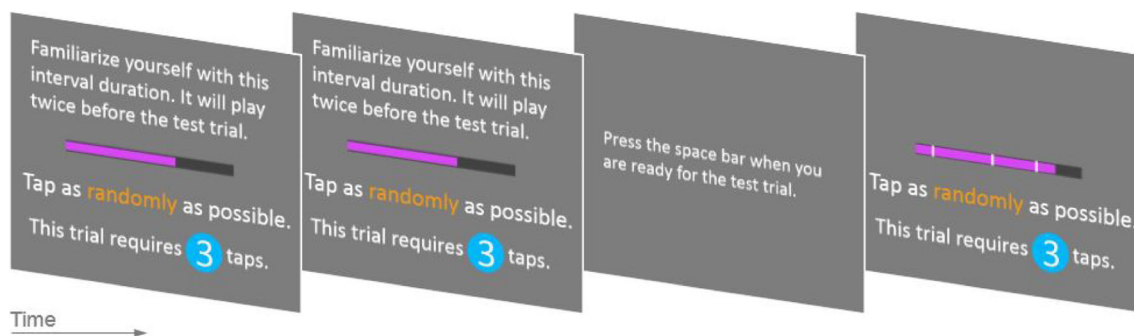 Familiarize yourself with this
interval duration. It will play
twice before the test trial.
Tap as randomly as possible.
This trial requires 3 taps.
Familiarize yourself with this
interval duration. It will play
twice before the test trial.
Tap as randomly as possible.
This trial requires 3 taps.
Press the space bar when you
are ready for the test trial.
Tap as randomly as possible.
This trial requires 3 taps.
Time